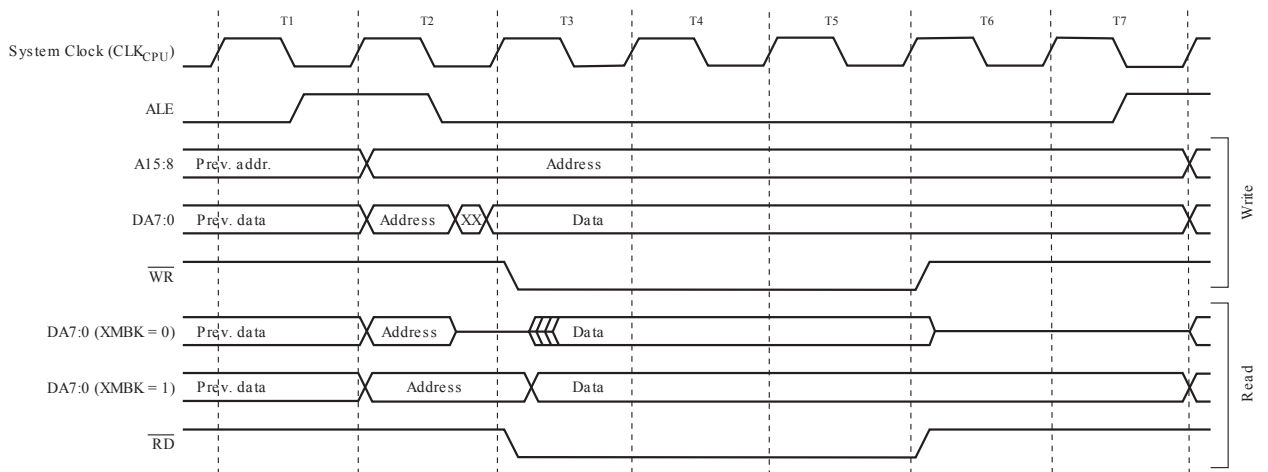 T1 T2 T3 T4 T5 T6 T7
System Clock (CLKCPU)
ALE
A15:8 Prev. addr. Address
DA7:0 Prev. data Address XX Data
WR
Write
DA7:0 (XMBK = 0) Prev. data Address Data
DA7:0 (XMBK = 1) Prev. data Address Data
RD
Read